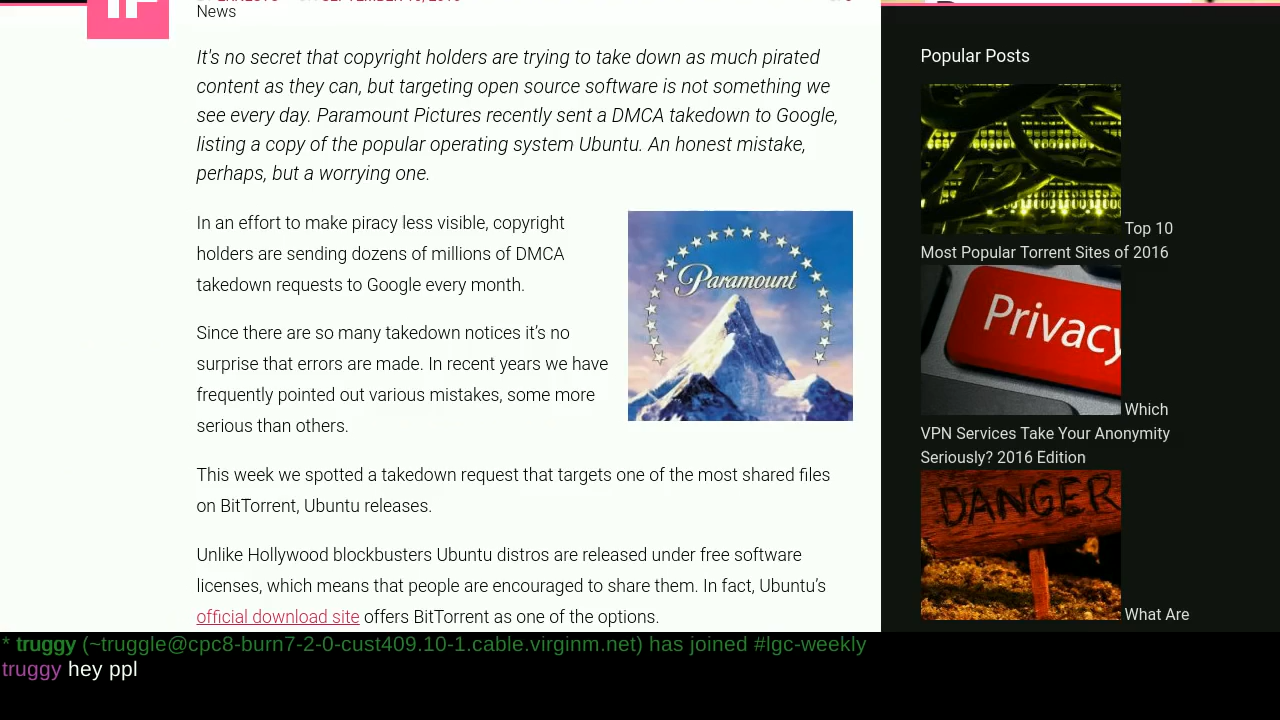 News
It's no secret that copyright holders are trying to take down as much pirated
content as they can, but targeting open source software is not something we
see every day. Paramount Pictures recently sent a DMCA takedown to Google,
listing a copy of the popular operating system Ubuntu. An honest mistake,
perhaps, but a worrying one.
In an effort to make piracy less visible, copyright
holders are sending dozens of millions of DMCA
takedown requests to Google every month.
Paramount
Since there are so many takedown notices it’s no
surprise that errors are made. In recent years we have
frequently pointed out various mistakes, some more
serious than others.
This week we spotted a takedown request that targets one of the most shared files
on BitTorrent, Ubuntu releases.
Unlike Hollywood blockbusters Ubuntu distros are released under free software
licenses, which means that people are encouraged to share them. In fact, Ubuntu’s
official download site offers BitTorrent as one of the options.
Popular Posts
Top 10
Most Popular Torrent Sites of 2016
Privacy
Which
VPN Services Take Your Anonymity
Seriously? 2016 Edition
DANGER
What Are
* truggy (~truggle@cpc8-burn7-2-0-cust409.10-1.cable.virginm.net) has joined #lgc-weekly
truggy hey ppl